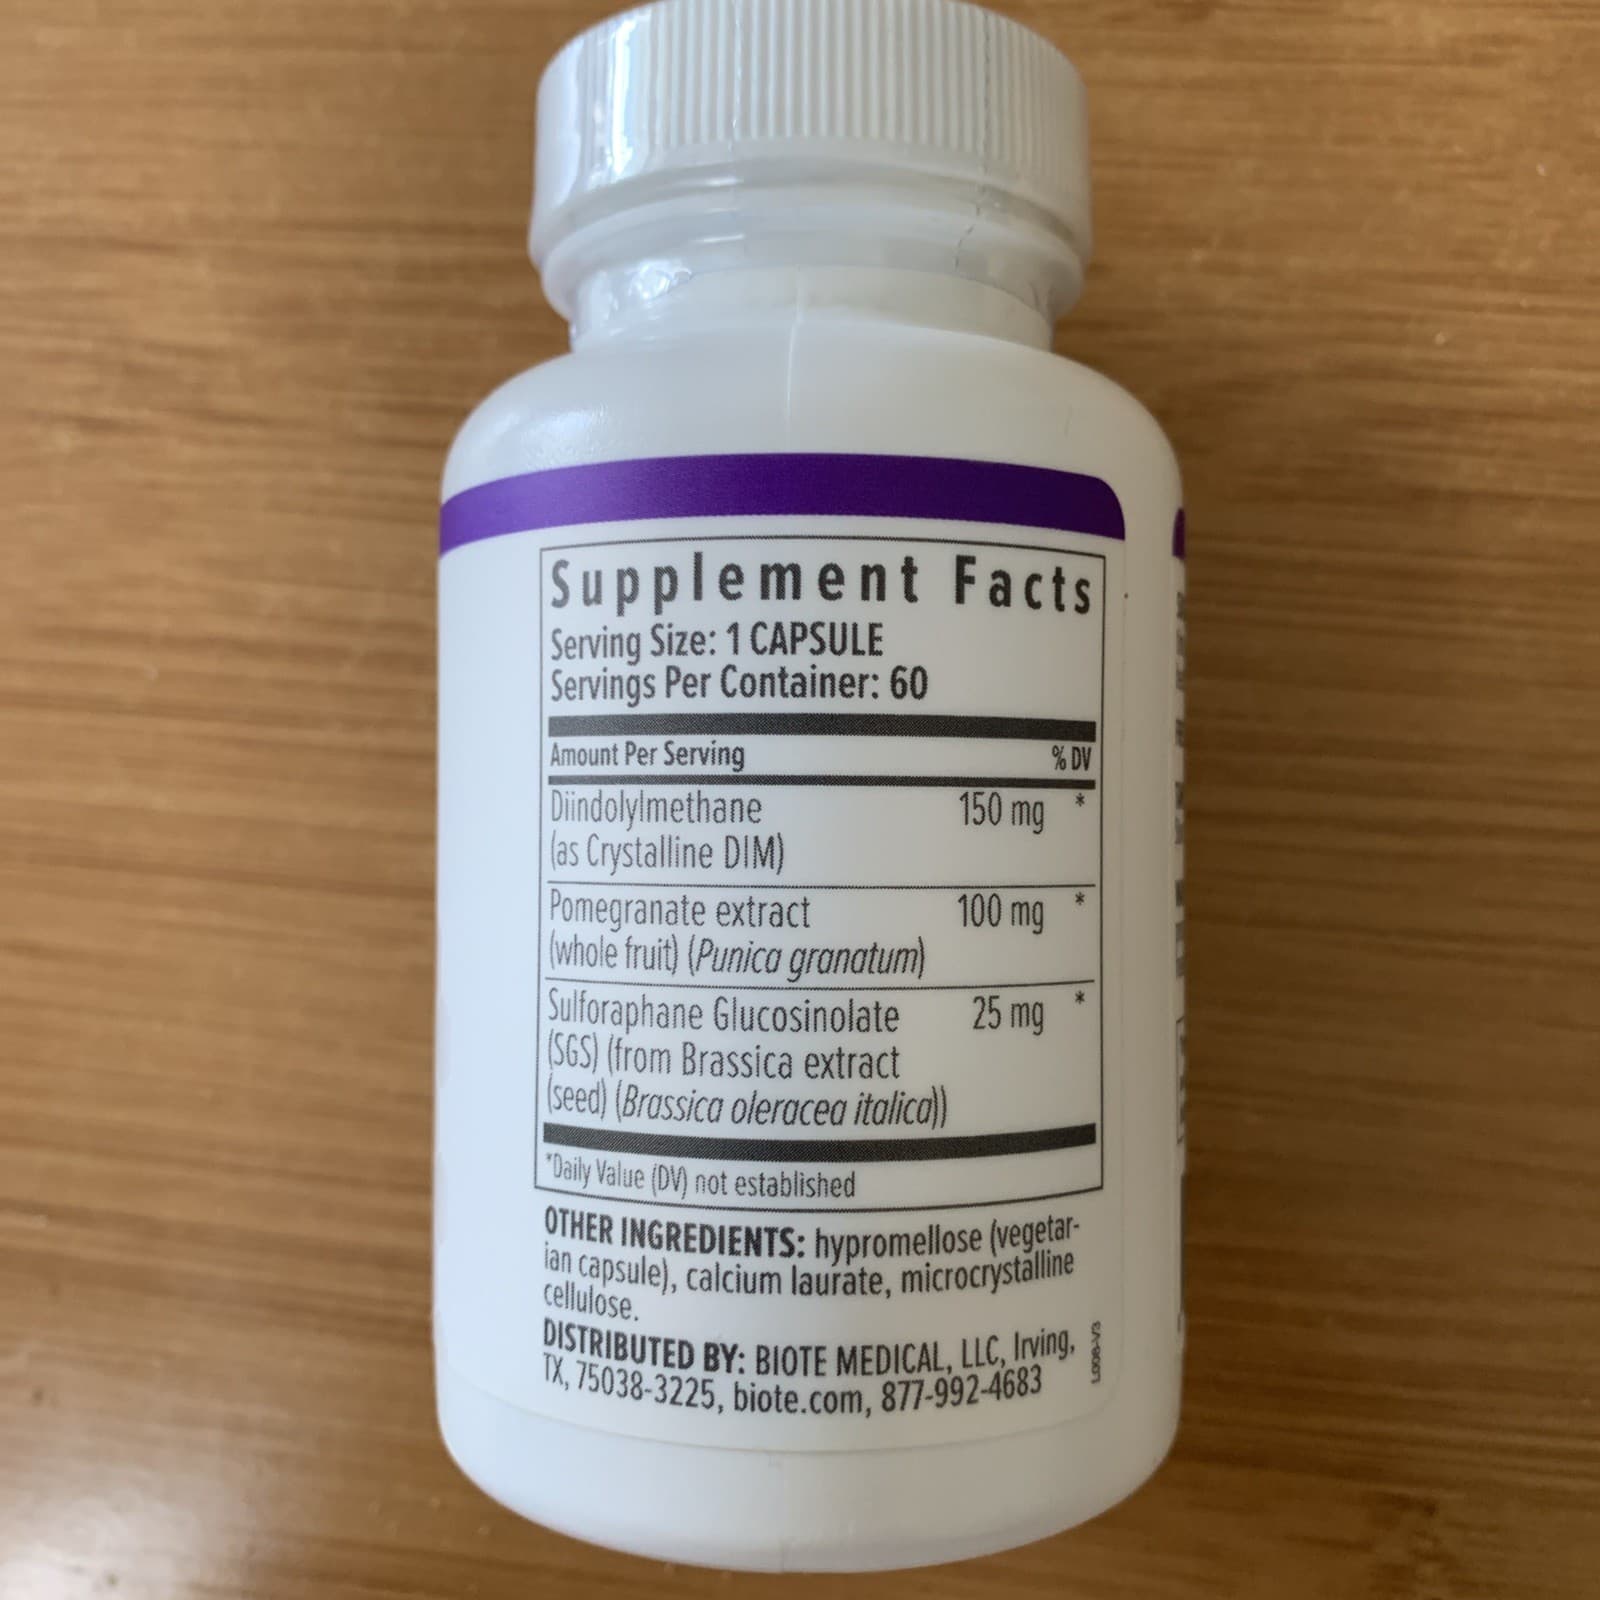 Supplement Facts
Serving Size: 1 CAPSULE
Servings Per Container: 60
Amount Per Serving % DV
Diindolylmethane 150 mg *
(as Crystalline DIM)
Pomegranate extract 100 mg *
(whole fruit) (Punica granatum)
Sulforaphane Glucosinolate 25 mg *
(SGS) (from Brassica extract
(seed) (Brassica oleracea italica))
*Daily Value (DV) not established
OTHER INGREDIENTS: hypromellose (vegetar-
ian capsule), calcium laurate, microcrystalline
cellulose.
DISTRIBUTED BY: BIOTE MEDICAL, LLC, Irving,
TX, 75038-3225, biote.com, 877-992-4683
L008-V3